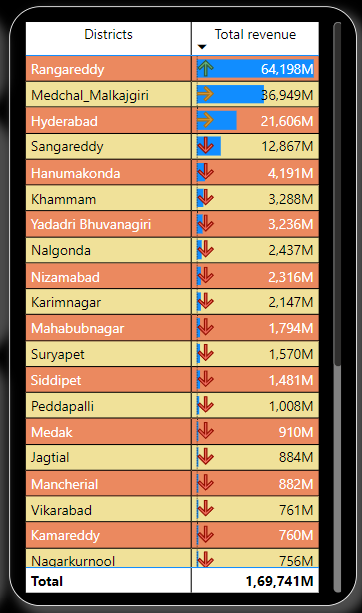 Districts Total revenue
Rangareddy 64,198M
Medchal_Malkajgiri 36,949M
Hyderabad 21,606M
Sangareddy 12,867M
Hanumakonda 4,191M
Khammam 3,288M
Yadadri Bhuvanagiri 3,236M
Nalgonda 2,437M
Nizamabad 2,316M
Karimnagar 2,147M
Mahabubnagar 1,794M
Suryapet 1,570M
Siddipet 1,481M
Peddapalli 1,008M
Medak 910M
Jagtial 884M
Mancherial 882M
Vikarabad 761M
Kamareddy 760M
Nagarkurnool 756M
Total 1,69,741M